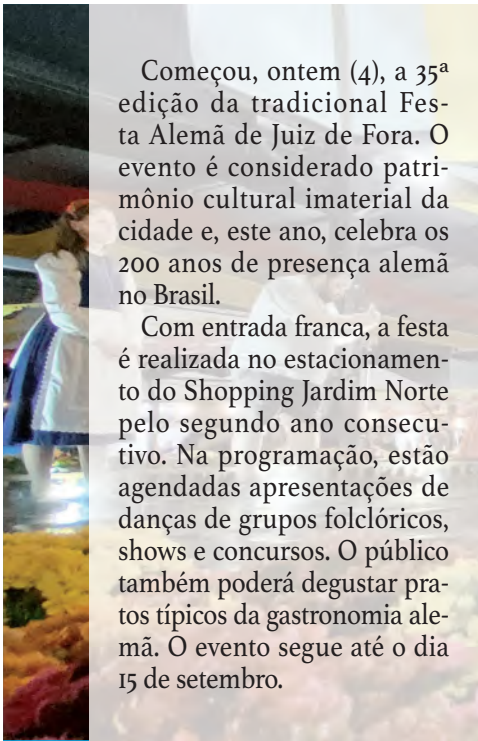 Começou, ontem (4), a 35ª
edição da tradicional Fes-
ta Alemã de Juiz de Fora. O
evento é considerado patri-
mônio cultural imaterial da
cidade e, este ano, celebra os
200 anos de presença alemã
no Brasil.
Com entrada franca, a festa
é realizada no estacionamen-
to do Shopping Jardim Norte
pelo segundo ano consecu-
tivo. Na programação, estão
agendadas apresentações de
danças de grupos folclóricos,
shows e concursos. O público
também poderá degustar pra-
tos típicos da gastronomia ale-
mã. O evento segue até o dia
15 de setembro.